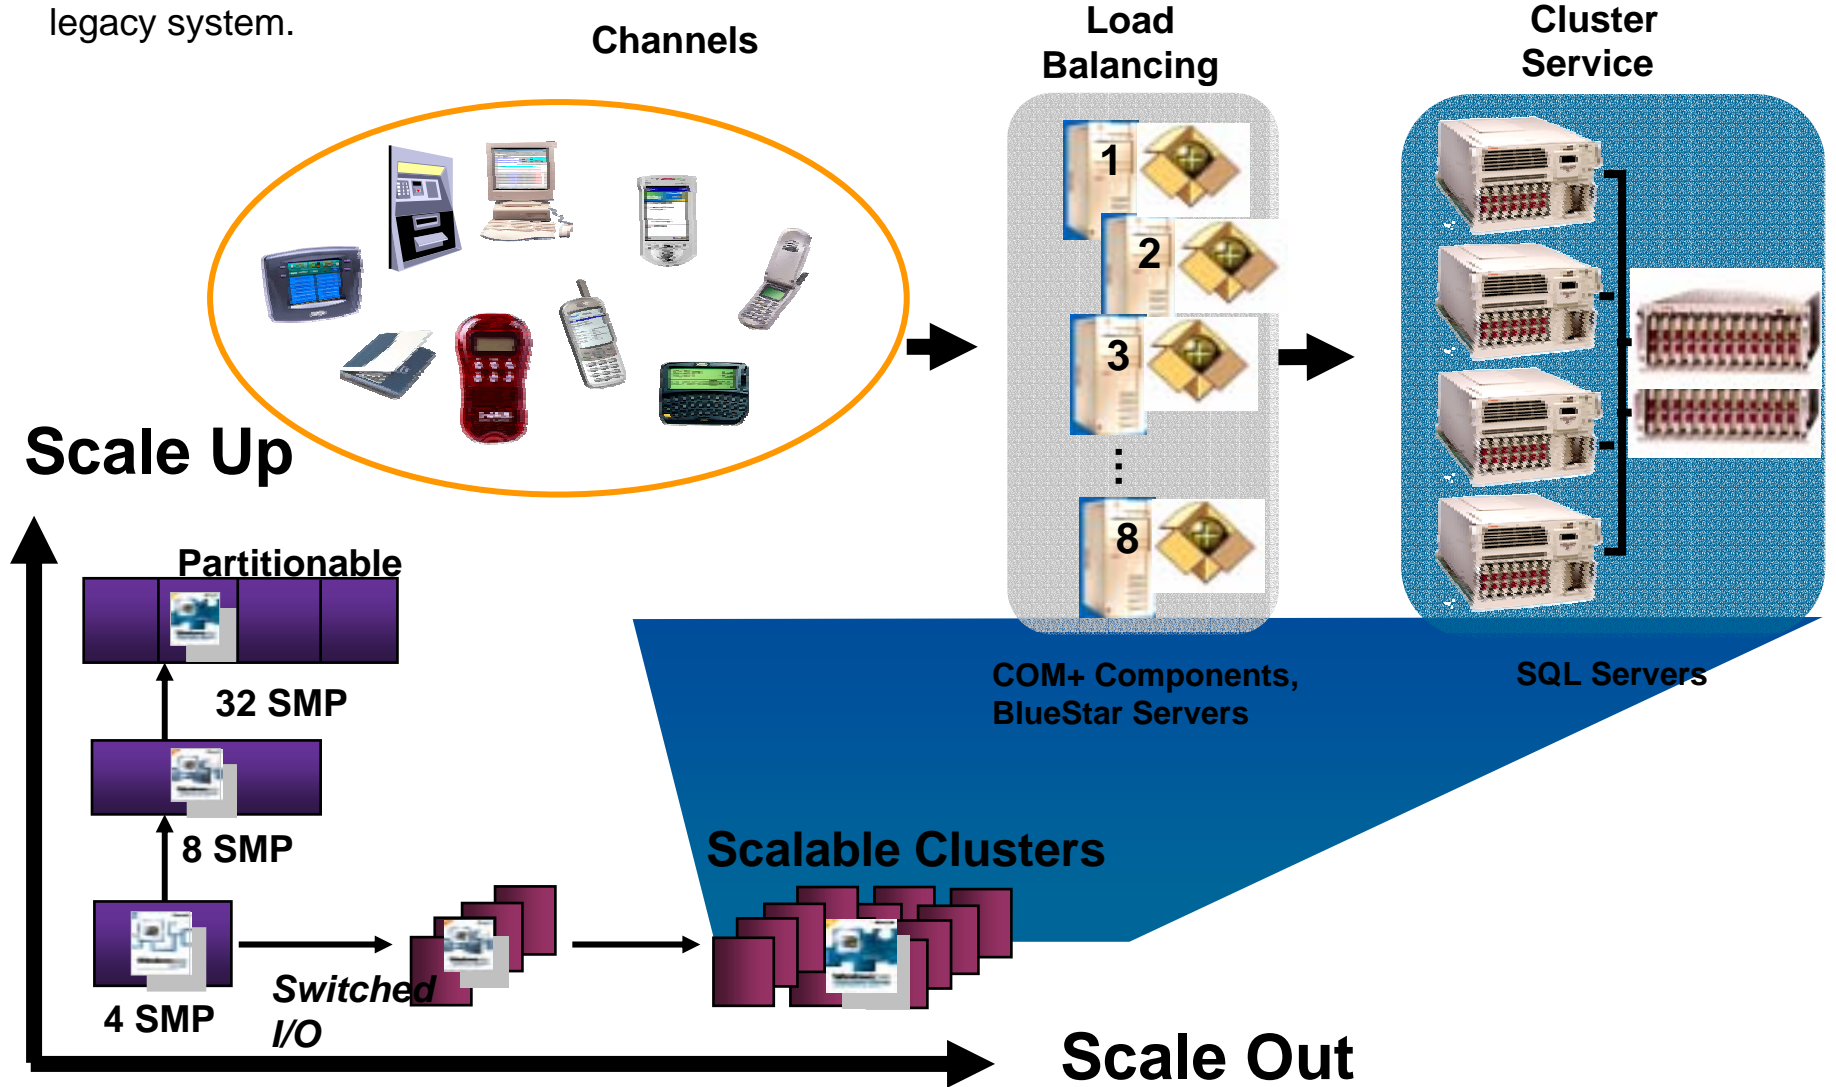 legacy system.
Channels
Load
Balancing
Cluster
Service
1
2
3
8
Scale Up
Partitionable
32 SMP
8 SMP
4 SMP
Switched
I/O
COM+ Components,
BlueStar Servers
SQL Servers
Scalable Clusters
Scale Out